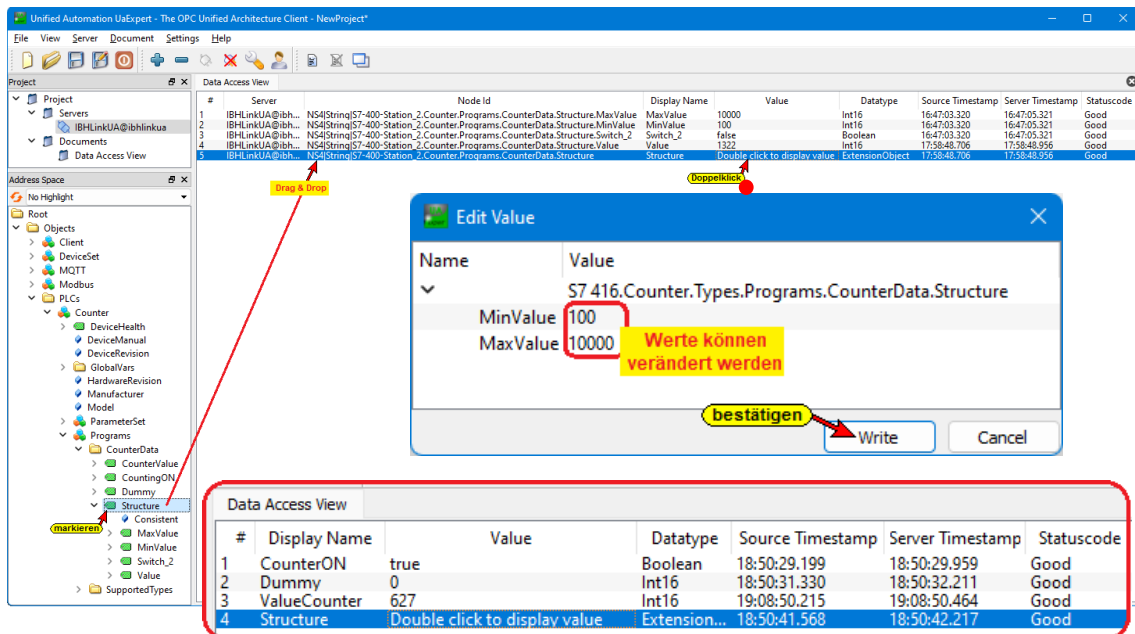 Unified Automation UaExpert - The OPC Unified Architecture Client - NewProject*
File View Server Document Settings Help
Project
Project
Servers
IBHLinkUA@ibhlinkua
Documents
Data Access View
Address Space
No Highlight
Root
Objects
Client
DeviceSet
MQTT
Modbus
PLCs
Counter
DeviceHealth
DeviceManual
DeviceRevision
GlobalVars
HardwareRevision
Manufacturer
Model
ParameterSet
Programs
CounterData
CounterValue
CountingON
Dummy
Structure
Consistent
markieren
MaxValue
MinValue
Switch_2
Value
SupportedTypes
Data Access View
# Server Node Id Display Name Value Datatype Source Timestamp Server Timestamp Statuscode
1 IBHLinkUA@ibh... NS4|String|S7-400-Station_2.Counter.Programs.CounterData.Structure.MaxValue MaxValue 10000 Int16 16:47:03.320 16:47:05.321 Good
2 IBHLinkUA@ibh... NS4|String|S7-400-Station_2.Counter.Programs.CounterData.Structure.MinValue MinValue 100 Int16 16:47:03.320 16:47:05.321 Good
3 IBHLinkUA@ibh... NS4|String|S7-400-Station_2.Counter.Programs.CounterData.Structure.Switch_2 Switch_2 false Boolean 16:47:03.320 16:47:05.321 Good
4 IBHLinkUA@ibh... NS4|String|S7-400-Station_2.Counter.Programs.CounterData.Structure.Value Value 1322 Int16 17:58:48.706 17:58:48.956 Good
5 IBHLinkUA@ibh... NS4|String|S7-400-Station_2.Counter.Programs.CounterData.Structure Structure Double click to display value ExtensionObject 17:58:48.706 17:58:48.956 Good
Drag & Drop
Doppelklick
Edit Value
Name Value
S7 416.Counter.Types.Programs.CounterData.Structure
MinValue 100
MaxValue 10000
Werte können
verändert werden
bestätigen
Write Cancel
Data Access View
# Display Name Value Datatype Source Timestamp Server Timestamp Statuscode
1 CounterON true Boolean 18:50:29.199 18:50:29.959 Good
2 Dummy 0 Int16 18:50:31.330 18:50:32.211 Good
3 ValueCounter 627 Int16 19:08:50.215 19:08:50.464 Good
4 Structure Double click to display value Extension... 18:50:41.568 18:50:42.217 Good